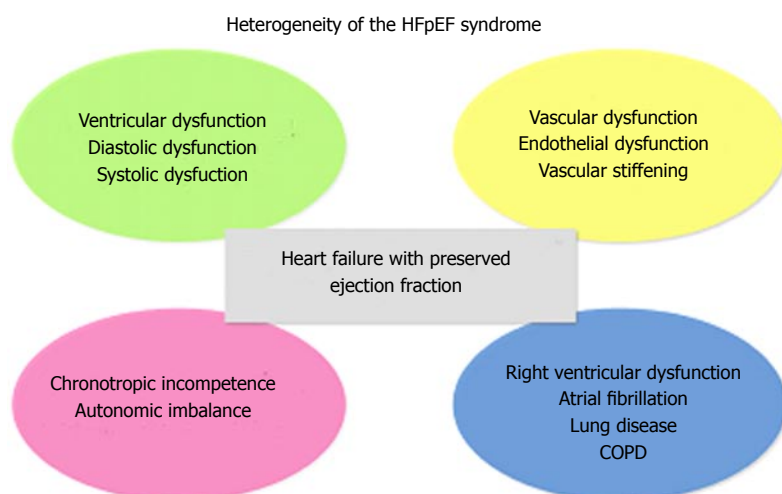 Heterogeneity of the HFpEF syndrome
Ventricular dysfunction
Diastolic dysfunction
Systolic dysfuction
Vascular dysfunction
Endothelial dysfunction
Vascular stiffening
Heart failure with preserved
ejection fraction
Chronotropic incompetence
Autonomic imbalance
Right ventricular dysfunction
Atrial fibrillation
Lung disease
COPD